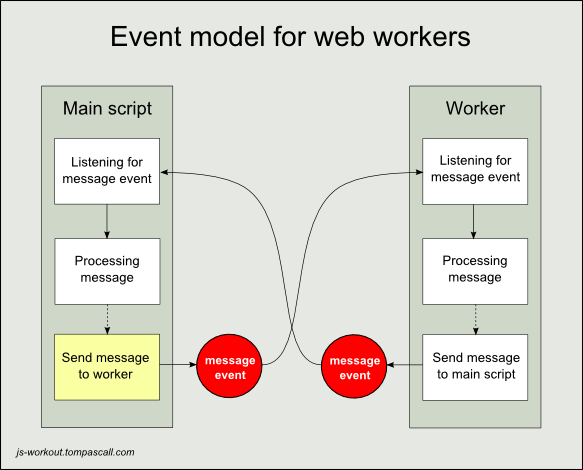 Event model for web workers
Main script
Listening for
message event
Processing
message
Send message
to worker
message
event
Worker
Listening for
message event
Processing
message
Send message
to main script
message
event
js-workout.tompascall.com